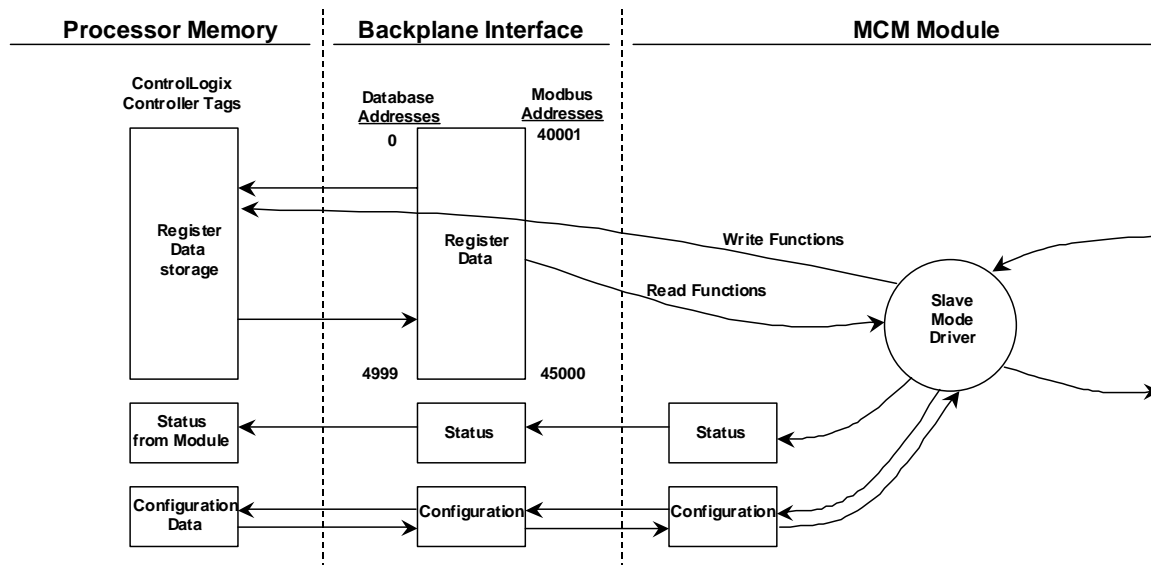 Processor Memory
Backplane Interface
MCM Module
ControlLogix
Controller Tags
Database
Addresses
0
Modbus
Addresses
40001
Register
Data
storage
Register
Data
Write Functions
Read Functions
Slave
Mode
Driver
4999
45000
Status
from Module
Status
Status
Configuration
Data
Configuration
Configuration